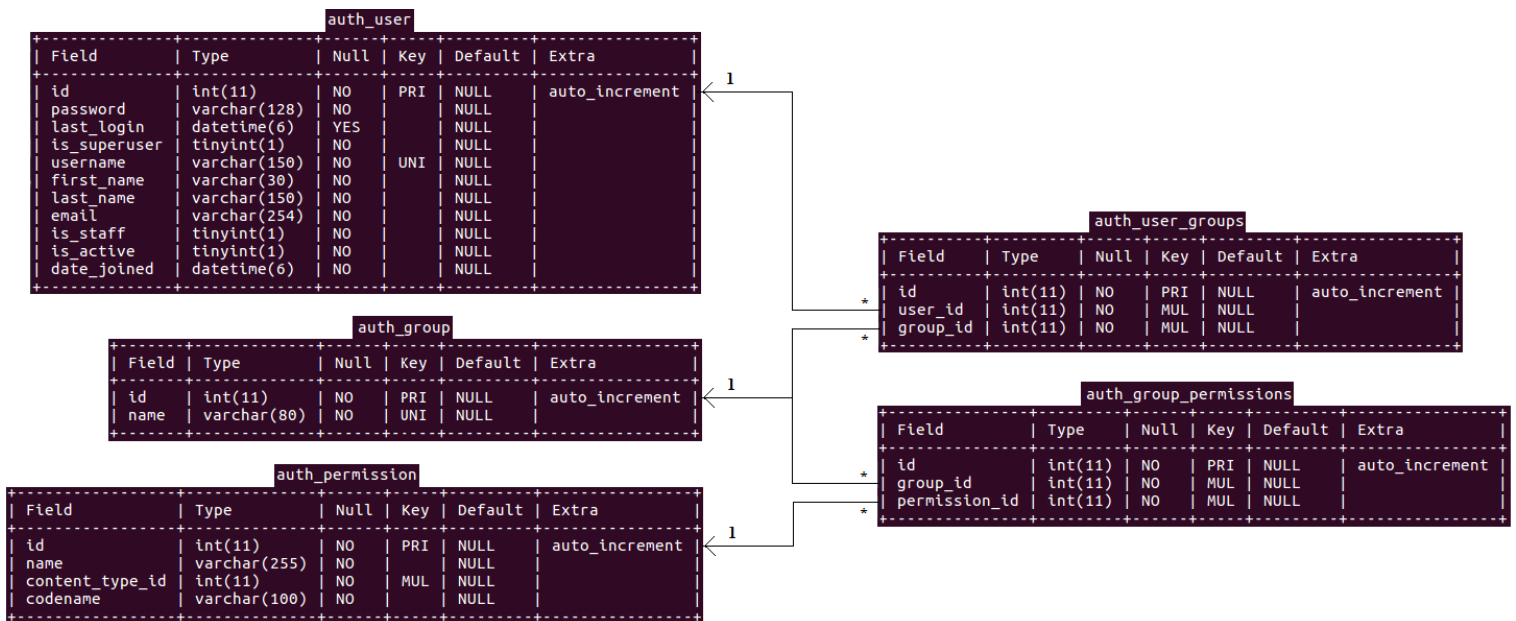 auth_user
+---------------+--------------+------+-----+---------+----------------+
| Field | Type | Null | Key | Default | Extra |
+---------------+--------------+------+-----+---------+----------------+
| id | int(11) | NO | PRI | NULL | auto_increment |
| password | varchar(128) | NO | | NULL | |
| last_login | datetime(6) | YES | | NULL | |
| is_superuser | tinyint(1) | NO | | NULL | |
| username | varchar(150) | NO | UNI | NULL | |
| first_name | varchar(30) | NO | | NULL | |
| last_name | varchar(150) | NO | | NULL | |
| email | varchar(254) | NO | | NULL | |
| is_staff | tinyint(1) | NO | | NULL | |
| is_active | tinyint(1) | NO | | NULL | |
| date_joined | datetime(6) | NO | | NULL | |
+---------------+--------------+------+-----+---------+----------------+
1
auth_group
+-------+-------------+------+-----+---------+----------------+
| Field | Type | Null | Key | Default | Extra |
+-------+-------------+------+-----+---------+----------------+
| id | int(11) | NO | PRI | NULL | auto_increment |
| name | varchar(80) | NO | UNI | NULL | |
+-------+-------------+------+-----+---------+----------------+
1
auth_permission
+-----------------+--------------+------+-----+---------+----------------+
| Field | Type | Null | Key | Default | Extra |
+-----------------+--------------+------+-----+---------+----------------+
| id | int(11) | NO | PRI | NULL | auto_increment |
| name | varchar(255) | NO | | NULL | |
| content_type_id | int(11) | NO | MUL | NULL | |
| codename | varchar(100) | NO | | NULL | |
+-----------------+--------------+------+-----+---------+----------------+
1
auth_user_groups
+----------+---------+------+-----+---------+----------------+
| Field | Type | Null | Key | Default | Extra |
+----------+---------+------+-----+---------+----------------+
| id | int(11) | NO | PRI | NULL | auto_increment |
| user_id | int(11) | NO | MUL | NULL | |
| group_id | int(11) | NO | MUL | NULL | |
+----------+---------+------+-----+---------+----------------+
*
*
auth_group_permissions
+---------------+---------+------+-----+---------+----------------+
| Field | Type | Null | Key | Default | Extra |
+---------------+---------+------+-----+---------+----------------+
| id | int(11) | NO | PRI | NULL | auto_increment |
| group_id | int(11) | NO | MUL | NULL | |
| permission_id | int(11) | NO | MUL | NULL | |
+---------------+---------+------+-----+---------+----------------+
*
*